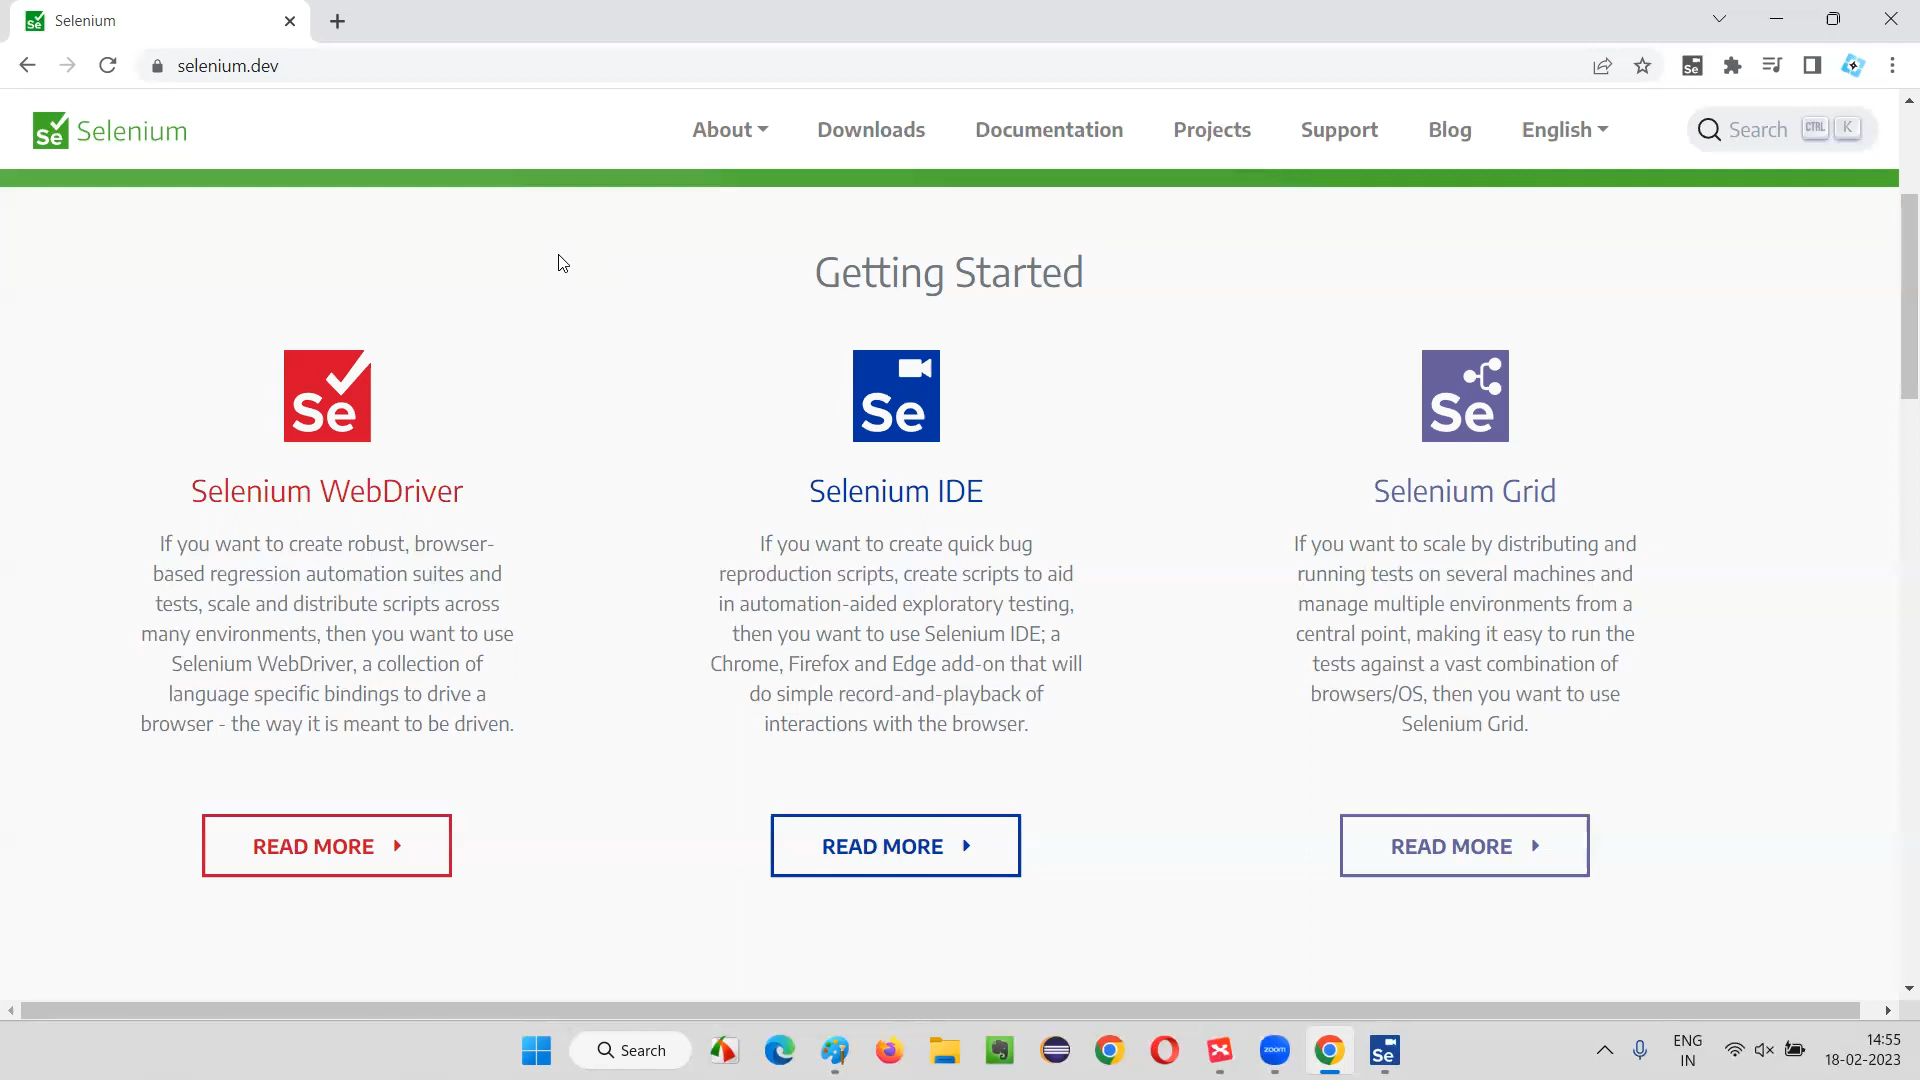 Se Selenium
selenium.dev
Se
Se Selenium
About
Downloads
Documentation
Projects
Support
Blog
English
Search CTRL K
Getting Started
Se
Selenium WebDriver
If you want to create robust, browser-
based regression automation suites and
tests, scale and distribute scripts across
many environments, then you want to use
Selenium WebDriver, a collection of
language specific bindings to drive a
browser - the way it is meant to be driven.
READ MORE
Se
Selenium IDE
If you want to create quick bug
reproduction scripts, create scripts to aid
in automation-aided exploratory testing,
then you want to use Selenium IDE; a
Chrome, Firefox and Edge add-on that will
do simple record-and-playback of
interactions with the browser.
READ MORE
Se
Selenium Grid
If you want to scale by distributing and
running tests on several machines and
manage multiple environments from a
central point, making it easy to run the
tests against a vast combination of
browsers/OS, then you want to use
Selenium Grid.
READ MORE
Search
zoom
Se
ENG
IN
14:55
18-02-2023